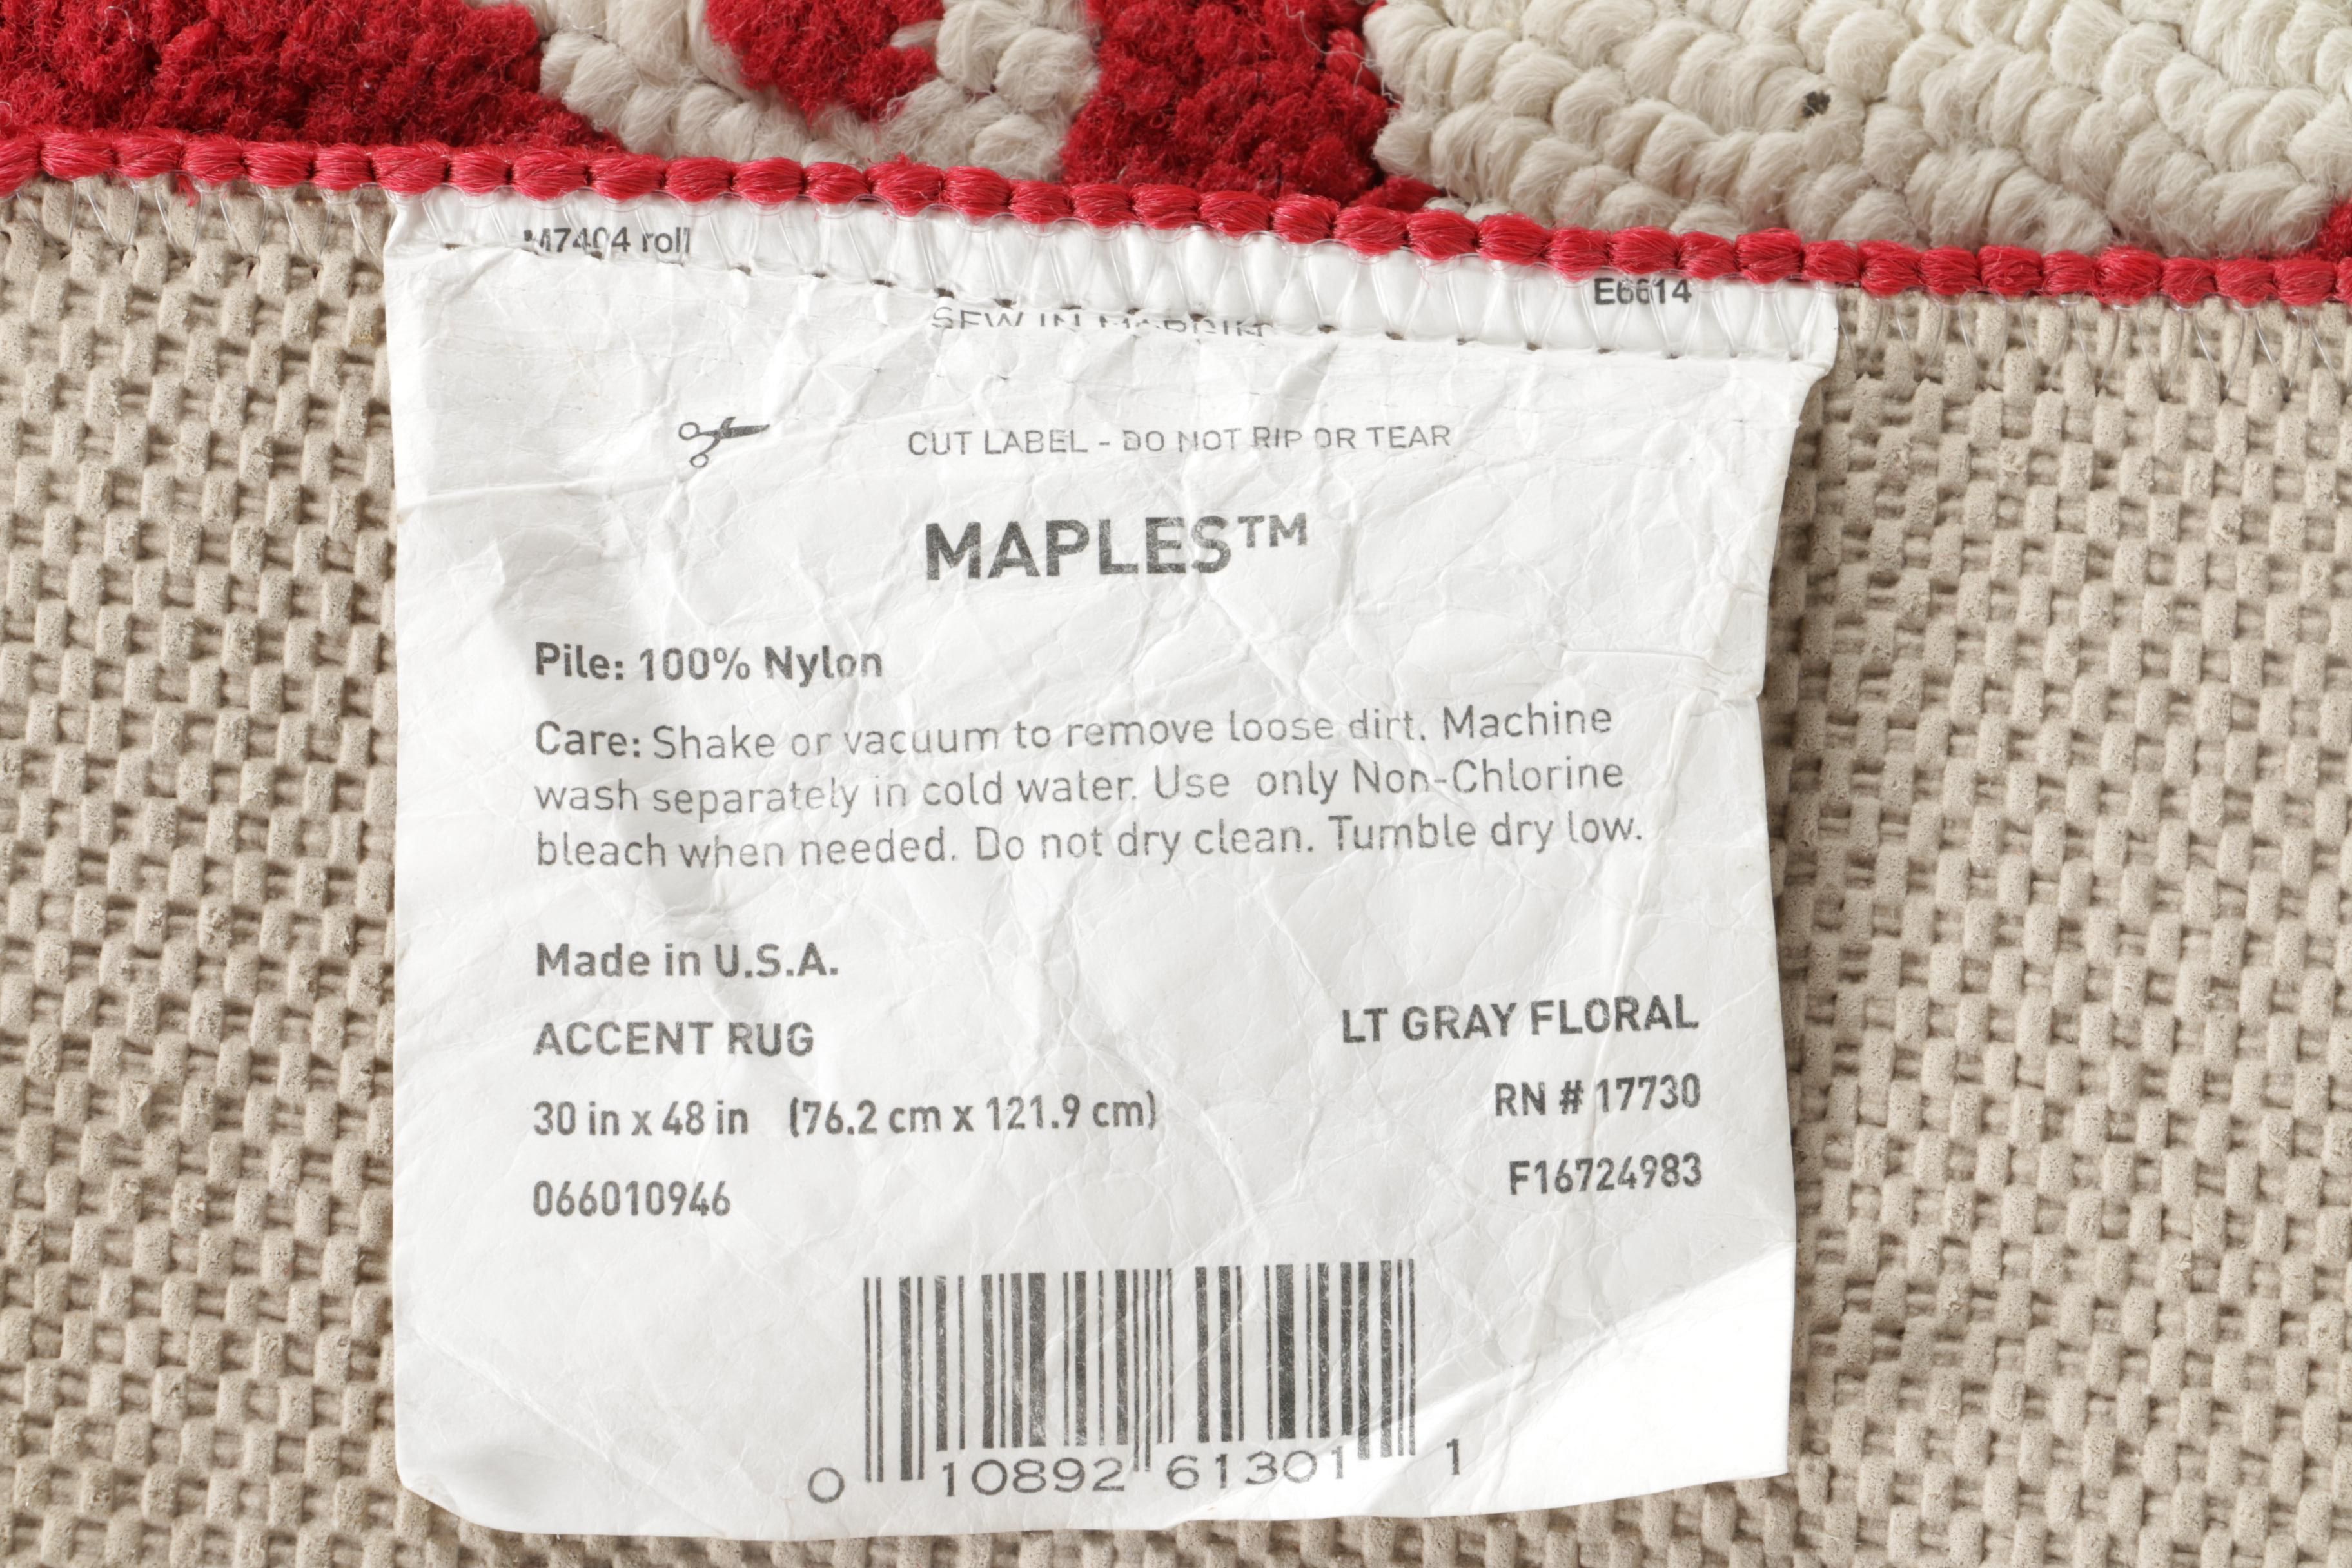 M7404 roll
E6614
SEW IN MARGIN
CUT LABEL - DO NOT RIP OR TEAR
MAPLES™
Pile: 100% Nylon
Care: Shake or vacuum to remove loose dirt. Machine
wash separately in cold water. Use only Non-Chlorine
bleach when needed. Do not dry clean. Tumble dry low.
Made in U.S.A.
ACCENT RUG
LT GRAY FLORAL
30 in x 48 in (76.2 cm x 121.9 cm)
RN # 17730
066010946
F16724983
0 10892 61301 1